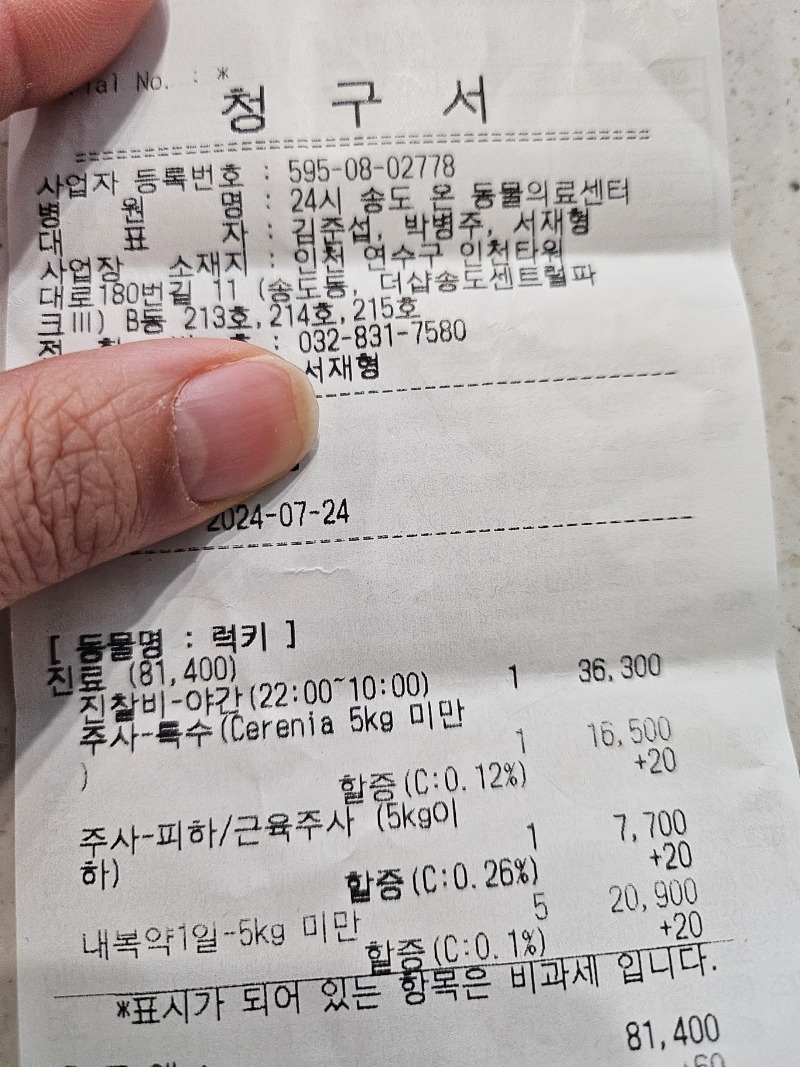 No. : *
청 구 서
사업자 등록번호 : 595-08-02778
병 원 명 : 24시 송도 온 동물의료센터
대 표 자 : 김준섭, 박병주, 서재형
사업장 소재지 : 인천 연수구 인천타워
대로180번길 11 (송도동, 더샵송도센트럴파
크III) B동 213호,214호,215호
: 032-831-7580
서재형
2024-07-24
[ 동물명 : 럭키 ]
진료 (81,400)
진찰비-야간(22:00~10:00) 1 36,300
주사-특수(Cerenia 5kg 미만
) 1 16,500
할증(C:0.12%) +20
주사-피하/근육주사 (5kg이
하) 1 7,700
할증(C:0.26%) +20
내복약1일-5kg 미만 5 20,900
할증(C:0.1%) +20
*표시가 되어 있는 항목은 비과세 입니다.
81,400
+60